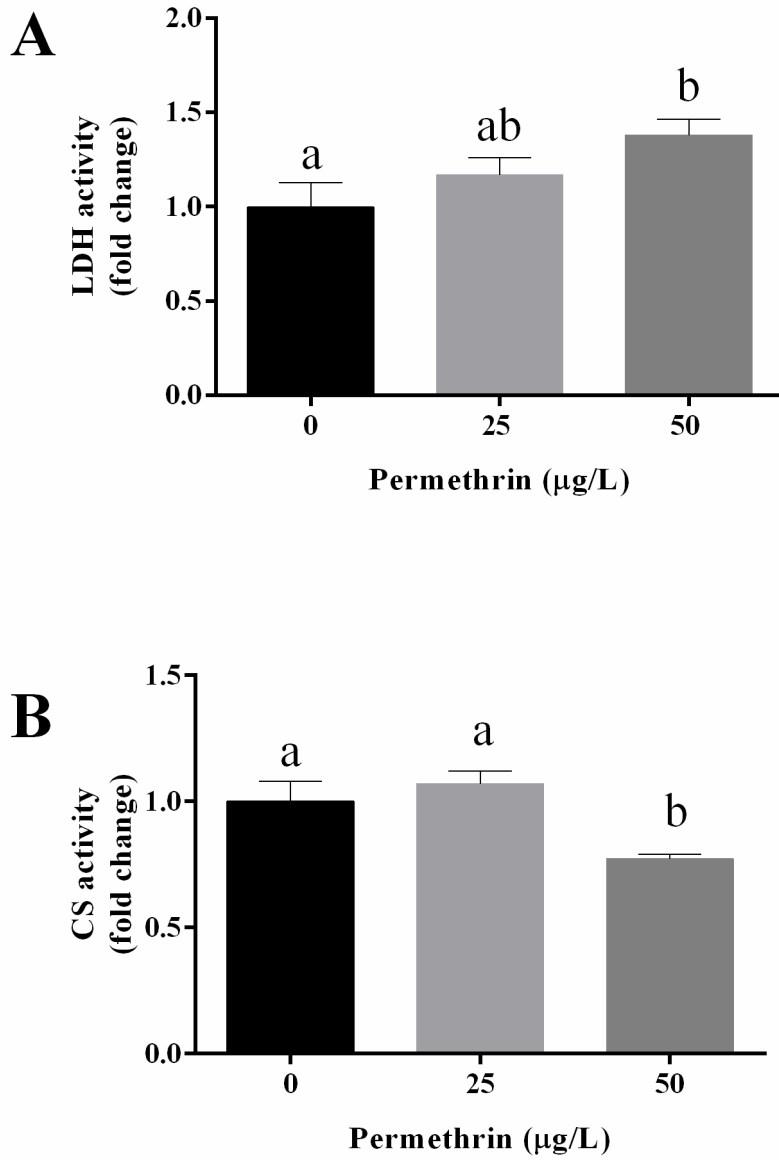 A
2.0
1.5
1.0
0.5
0.0
LDH activity
(fold change)
a
ab
b
0 25 50
Permethrin (μg/L)
B
1.5
1.0
0.5
0.0
CS activity
(fold change)
a
a
b
0 25 50
Permethrin (μg/L)